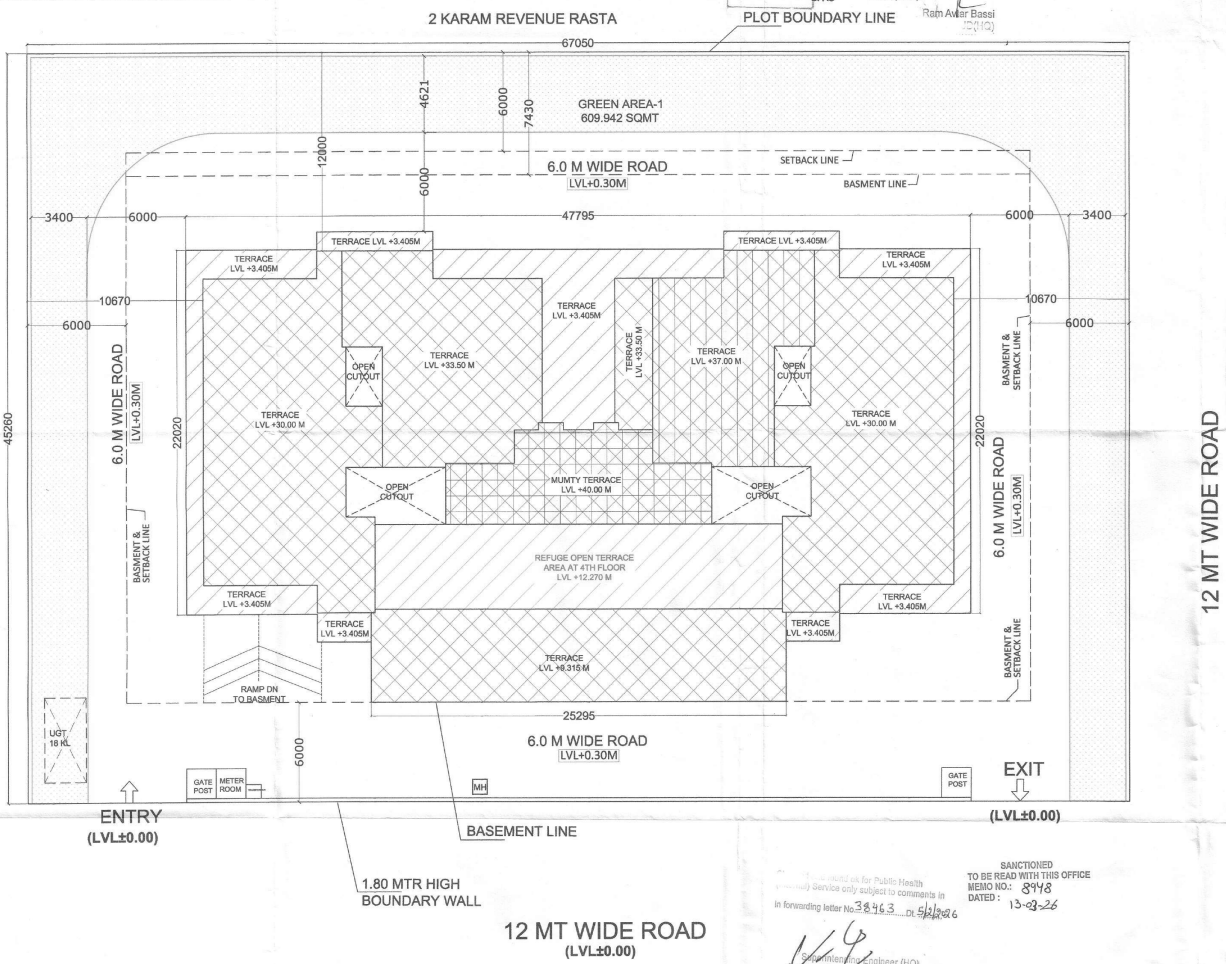 2 KARAM REVENUE RASTA
PLOT BOUNDARY LINE
Ram Avtar Bassi
67050
4621
6000
7430
12000
6000
GREEN AREA-1
609.942 SQMT
SETBACK LINE
6.0 M WIDE ROAD
LVL+0.30M
BASMENT LINE
3400
6000
47795
6000
3400
TERRACE LVL +3.405M
TERRACE LVL +3.405M
TERRACE
LVL +3.405M
TERRACE
LVL +3.405M
10670
6000
10670
6000
TERRACE
LVL +3.405M
TERRACE
LVL +33.50 M
TERRACE
LVL +33.50 M
TERRACE
LVL +37.00 M
OPEN
CUTOUT
OPEN
CUTOUT
6.0 M WIDE ROAD
LVL+0.30M
BASMENT &
SETBACK LINE
45260
22020
TERRACE
LVL +30.00 M
TERRACE
LVL +30.00 M
22020
12 MT WIDE ROAD
OPEN
CUTOUT
MUMTY TERRACE
LVL +40.00 M
OPEN
CUTOUT
6.0 M WIDE ROAD
LVL+0.30M
BASMENT &
SETBACK LINE
REFUGE OPEN TERRACE
AREA AT 4TH FLOOR
LVL +12.270 M
TERRACE
LVL +3.405M
TERRACE
LVL +3.405M
TERRACE
LVL +3.405M
TERRACE
LVL +3.405M
BASMENT &
SETBACK LINE
TERRACE
LVL +9.315 M
RAMP DN
TO BASMENT
25295
UGT
18 KL
6000
6.0 M WIDE ROAD
LVL+0.30M
GATE
POST
METER
ROOM
MH
GATE
POST
EXIT
(LVL±0.00)
ENTRY
(LVL±0.00)
BASEMENT LINE
1.80 MTR HIGH
BOUNDARY WALL
for Public Health
Service only subject to comments in
in forwarding letter No. 38463 Dt.
SANCTIONED
TO BE READ WITH THIS OFFICE
MEMO NO.: 8948
DATED : 13-03-26
12 MT WIDE ROAD
(LVL±0.00)
Superintending Engineer (HQ)